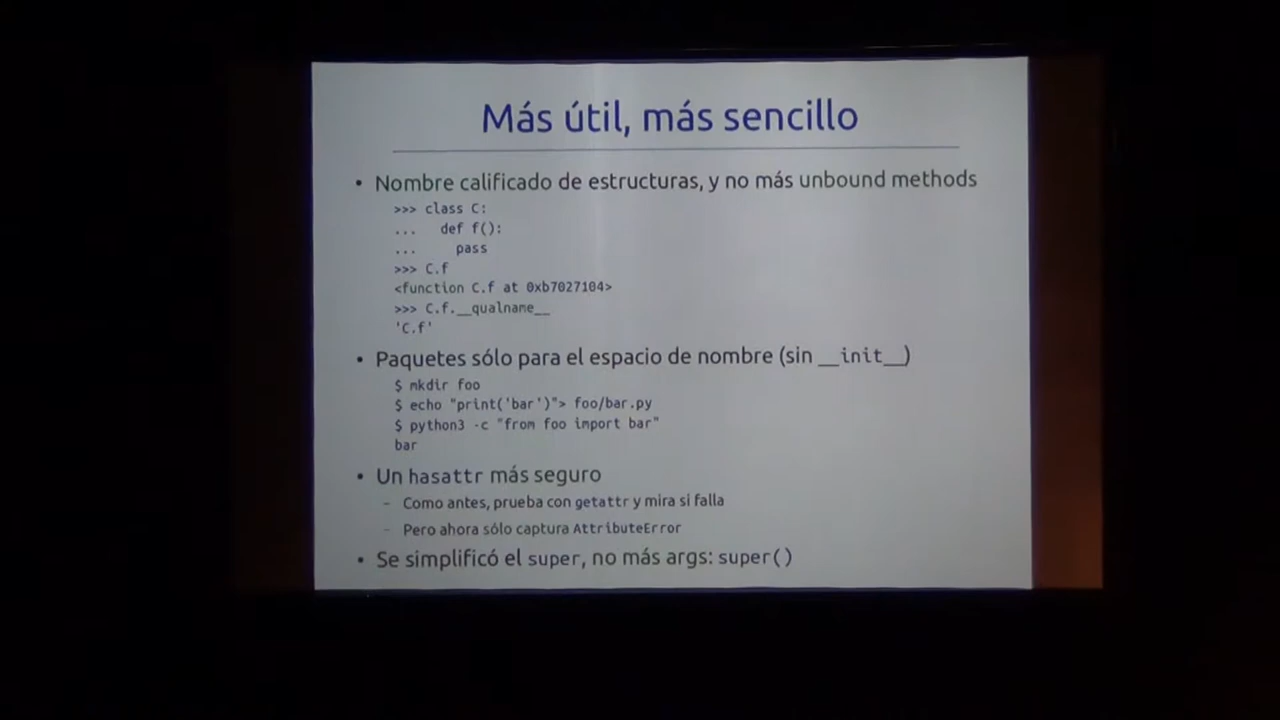 Más útil, más sencillo
• Nombre calificado de estructuras, y no más unbound methods
>>> class C:
... def f():
... pass
>>> C.f
<function C.f at 0xb7027104>
>>> C.f.__qualname__
'C.f'
• Paquetes sólo para el espacio de nombre (sin __init__)
$ mkdir foo
$ echo "print('bar')"> foo/bar.py
$ python3 -c "from foo import bar"
bar
• Un hasattr más seguro
– Como antes, prueba con getattr y mira si falla
– Pero ahora sólo captura AttributeError
• Se simplificó el super, no más args: super()